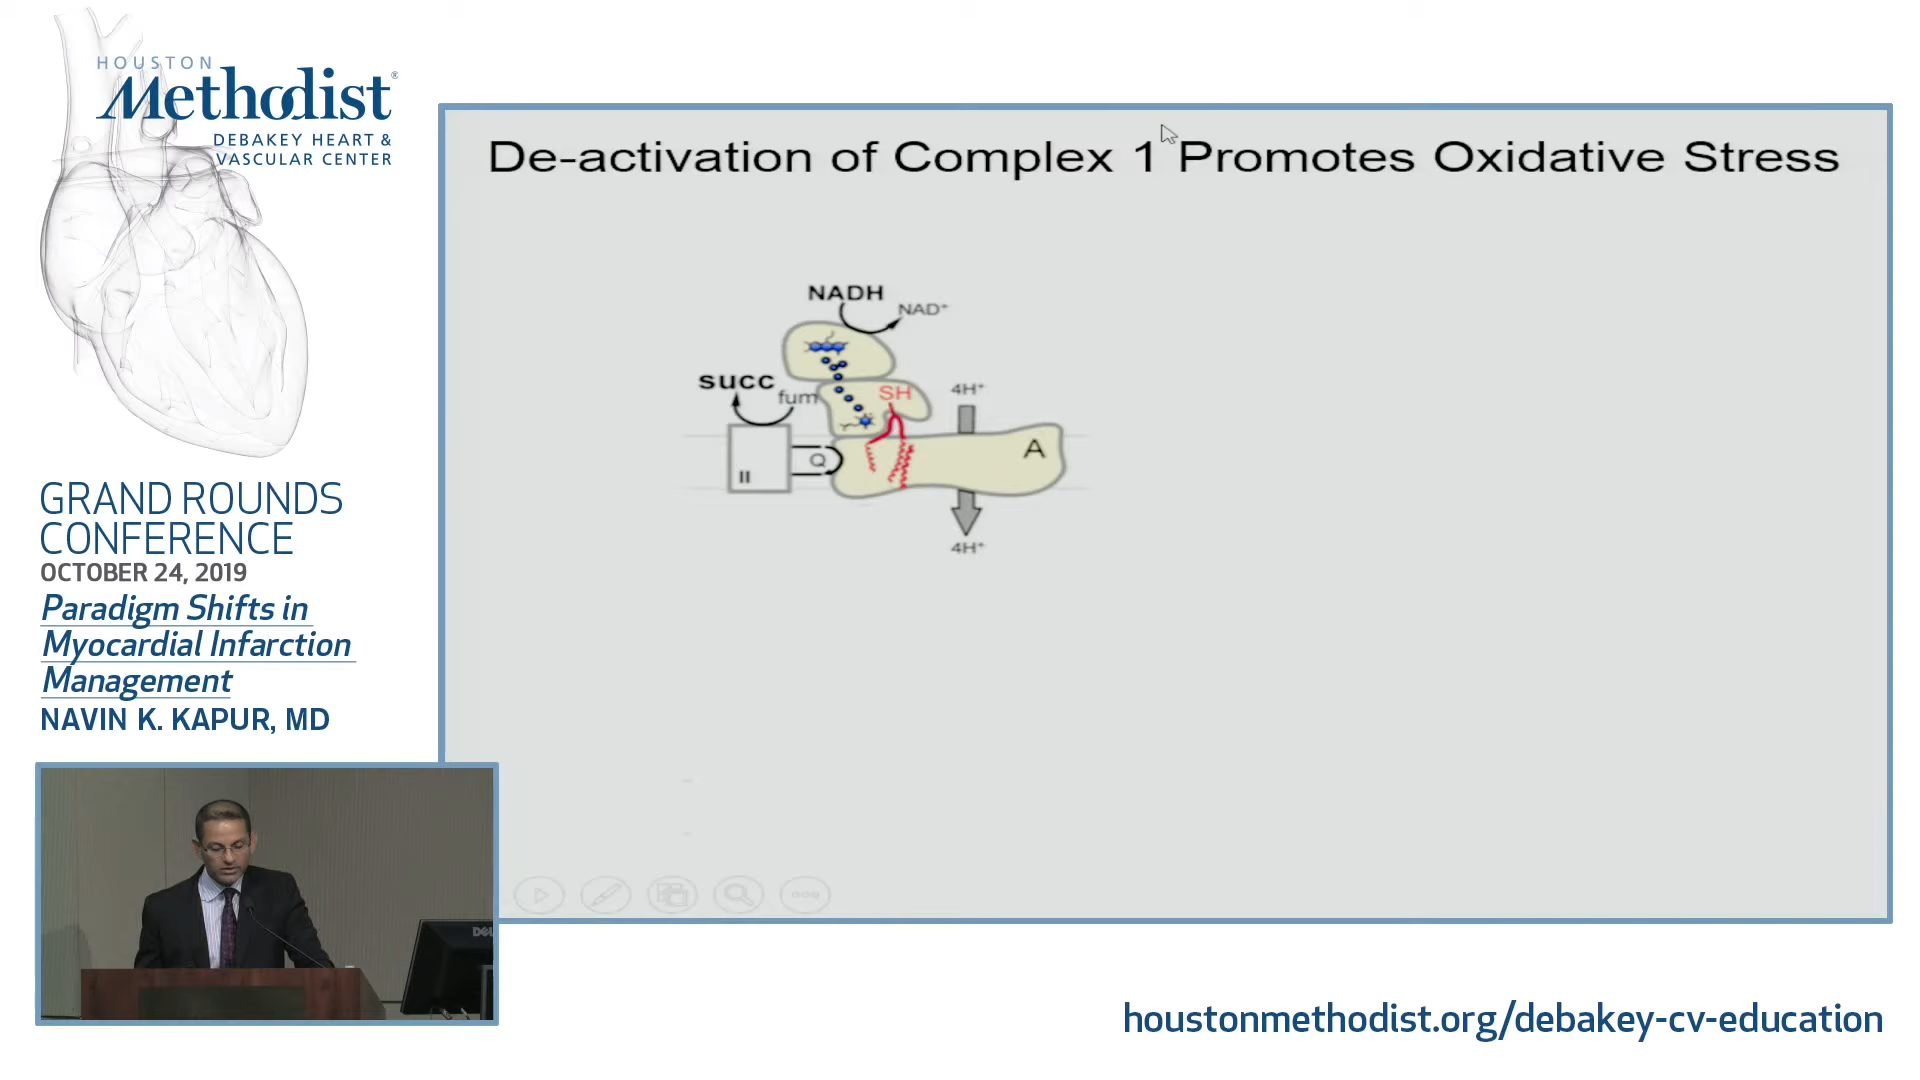 HOUSTON
Methodist®
DEBAKEY HEART &
VASCULAR CENTER
GRAND ROUNDS
CONFERENCE
OCTOBER 24, 2019
Paradigm Shifts in
Myocardial Infarction
Management
NAVIN K. KAPUR, MD
De-activation of Complex 1 Promotes Oxidative Stress
NADH
NAD⁺
succ
fum
SH
4H⁺
A
Q
II
4H⁺
DELL
houstonmethodist.org/debakey-cv-education